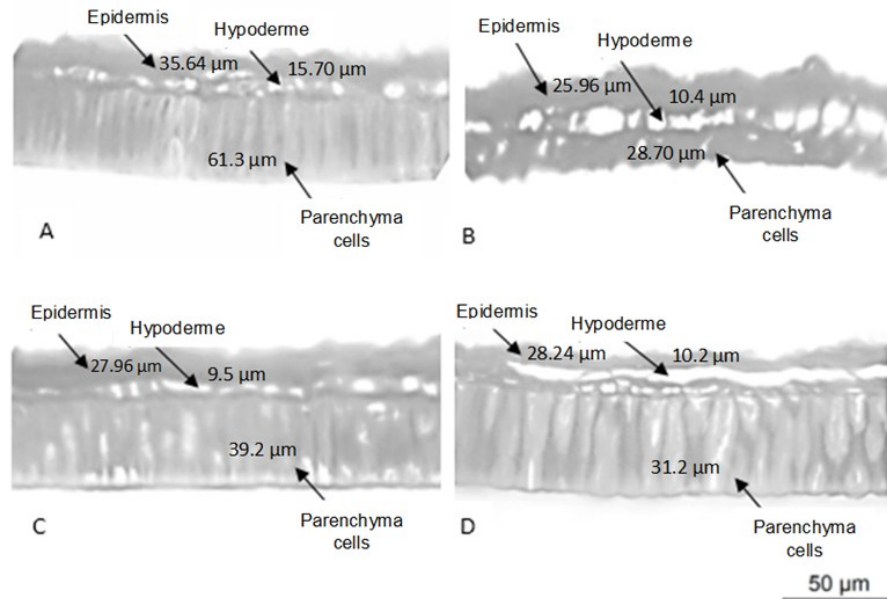 Epidermis
Hypoderme
35.64 µm
15.70 µm
61.3 µm
Parenchyma
cells
A
Epidermis
Hypoderme
25.96 µm
10.4 µm
28.70 µm
Parenchyma
cells
B
Epidermis
Hypoderme
27.96 µm
9.5 µm
39.2 µm
Parenchyma
cells
C
Epidermis
Hypoderme
28.24 µm
10.2 µm
31.2 µm
Parenchyma
cells
D
50 µm